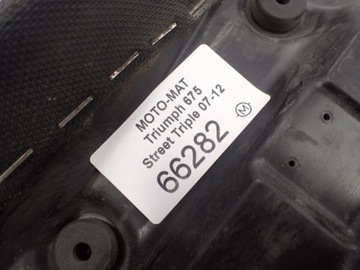 MOTO-MAT
Triumph 675
Street Triple 07-12
66282
M